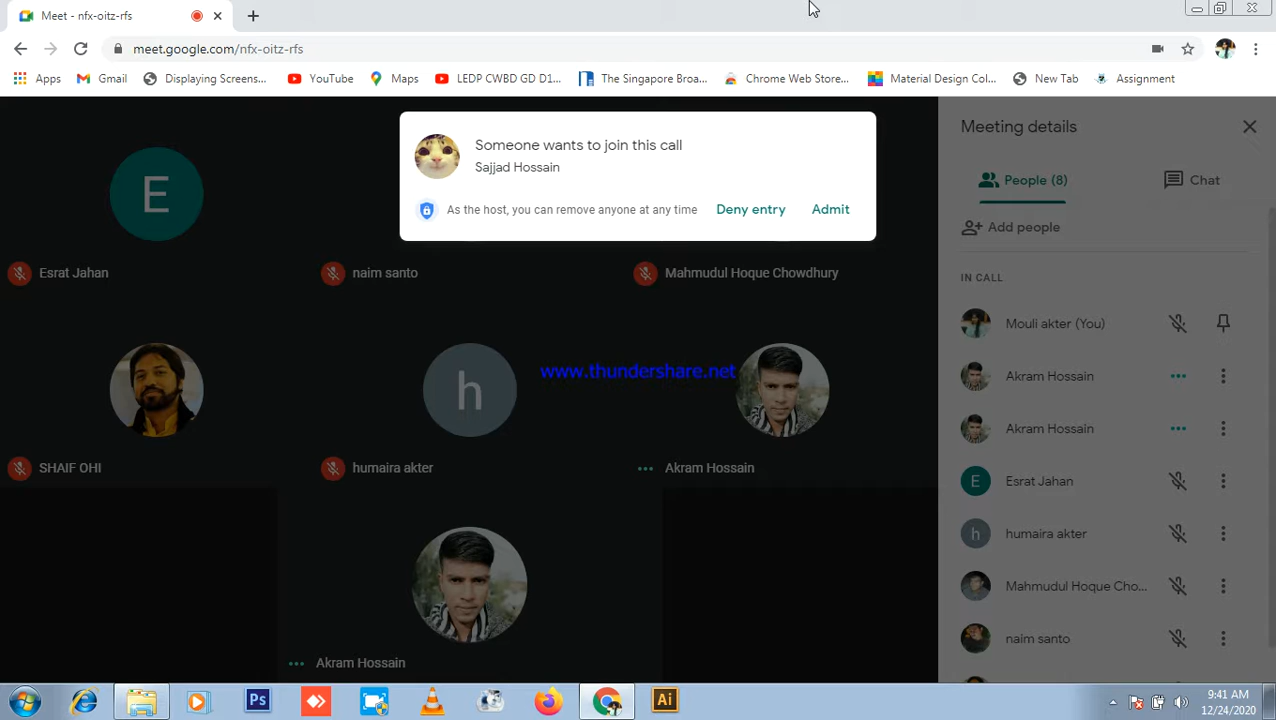 Meet - nfx-oitz-rfs
meet.google.com/nfx-oitz-rfs
Apps Gmail Displaying Screens... YouTube Maps LEDP CWBD GD D1... The Singapore Broa... Chrome Web Store... Material Design Col... New Tab Assignment
Someone wants to join this call
Sajjad Hossain
As the host, you can remove anyone at any time Deny entry Admit
E
Esrat Jahan
naim santo
Mahmudul Hoque Chowdhury
h
www.thundershare.net
SHAIF OHI
humaira akter
Akram Hossain
Akram Hossain
Meeting details
People (8) Chat
Add people
IN CALL
Mouli akter (You)
Akram Hossain
Akram Hossain
E Esrat Jahan
h humaira akter
Mahmudul Hoque Cho...
naim santo
Ps
Ai
9:41 AM
12/24/2020